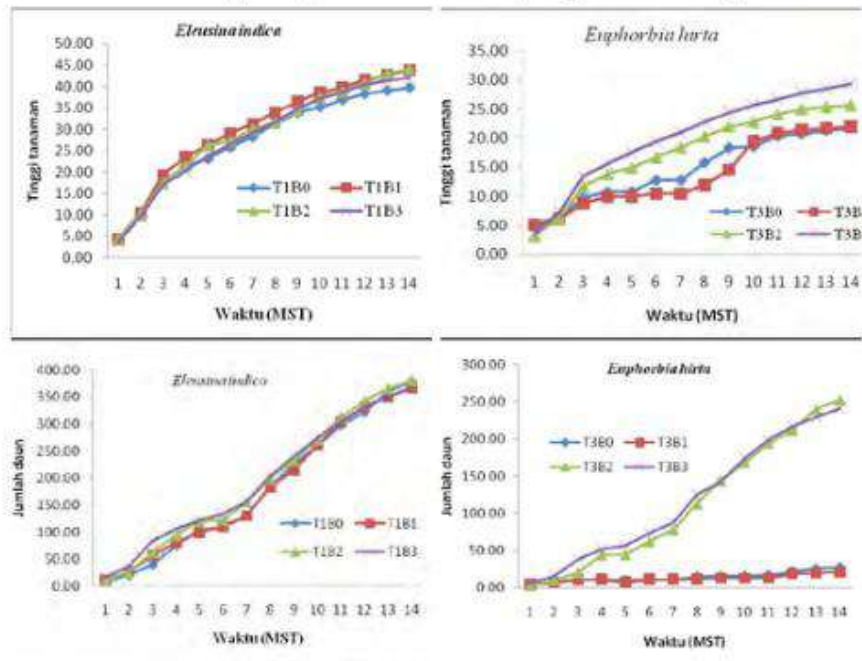 Eleusina indica
50.00
45.00
40.00
35.00
30.00
25.00
20.00
15.00
10.00
5.00
0.00
Tinggi tanaman
T1B0 T1B1
T1B2 T1B3
1 2 3 4 5 6 7 8 9 10 11 12 13 14
Waktu (MST)
Euphorbia hirta
35.00
30.00
25.00
20.00
15.00
10.00
5.00
0.00
Tinggi tanaman
T3B0 T3B
T3B2 T3B
1 2 3 4 5 6 7 8 9 10 11 12 13 14
Waktu (MST)
Eleusina indica
400.00
350.00
300.00
250.00
200.00
150.00
100.00
50.00
0.00
Jumlah daun
T1B0 T1B1
T1B2 T1B3
1 2 3 4 5 6 7 8 9 10 11 12 13 14
Waktu (MST)
Euphorbia hirta
300.00
250.00
200.00
150.00
100.00
50.00
0.00
Jumlah daun
T3B0 T3B1
T3B2 T3B3
1 2 3 4 5 6 7 8 9 10 11 12 13 14
Waktu (MST)